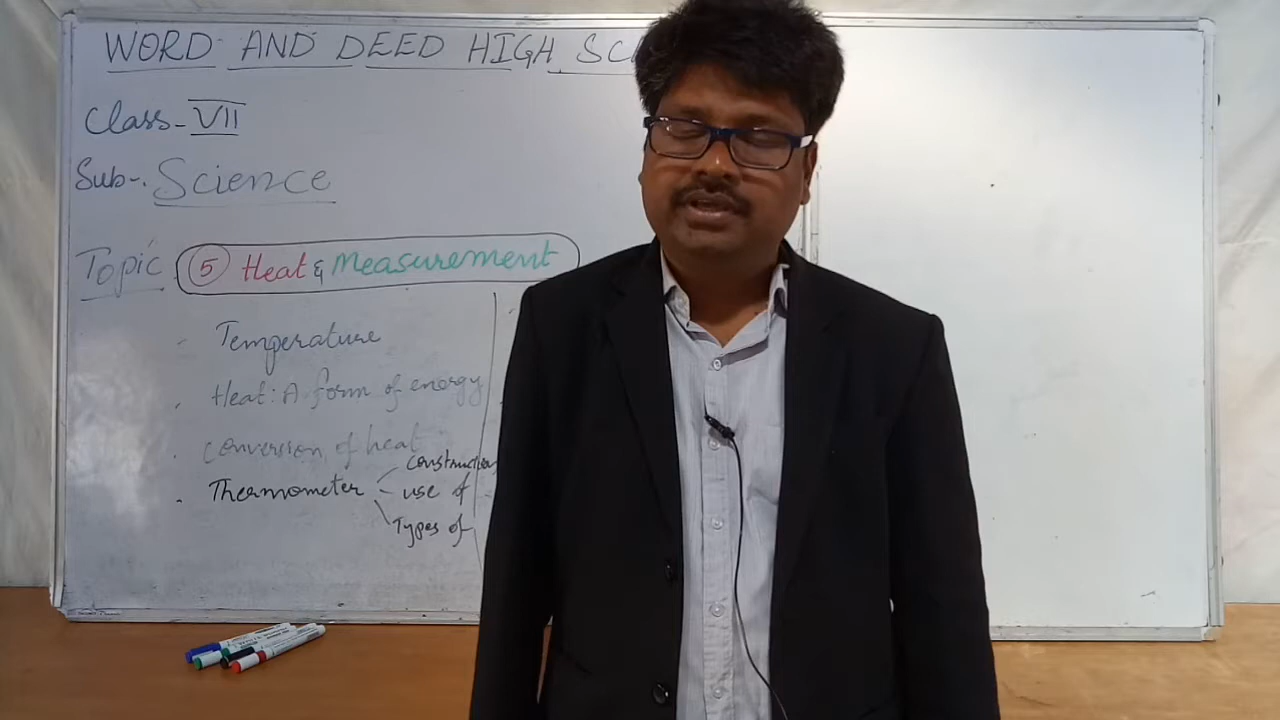 WORD AND DEED HIGH SC
Class - VII
Sub-. Science
Topic 5 Heat & Measurement
Temperature
Heat: A form of energy
conversion of heat
Thermometer
construction
use of
Types of